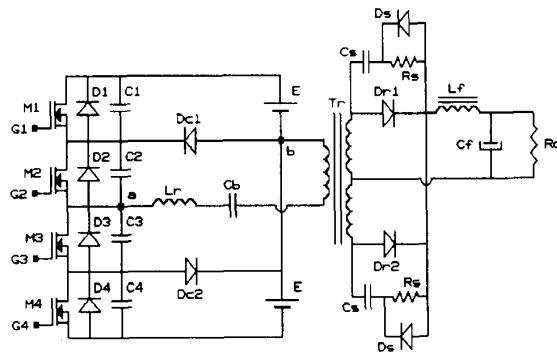 Ds
Cs
Rs
M1
D1
C1
E
Tr
Dr1
Lf
G1
Dc1
b
Cf
Ro
M2
D2
C2
Lr
Cb
G2
a
M3
D3
C3
G3
Dc2
Dr2
M4
D4
C4
E
Rs
G4
Cs
Ds